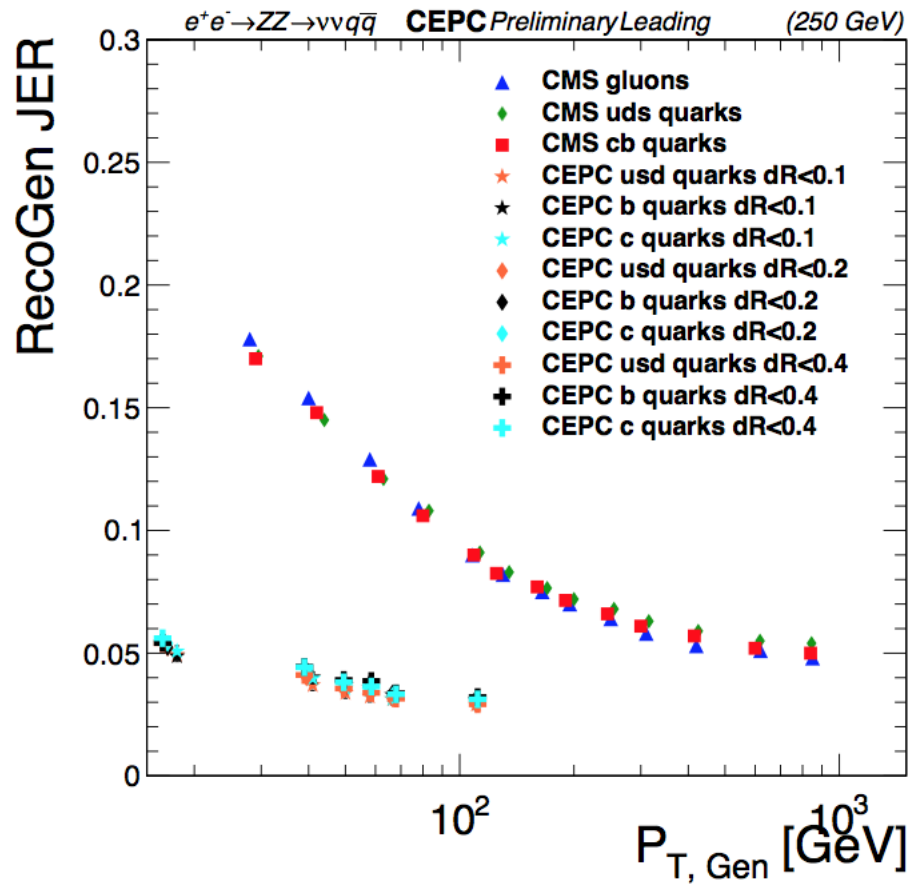 e⁺e⁻→ZZ→ννqq̅ CEPC Preliminary Leading (250 GeV)
RecoGen JER
0.3
0.25
0.2
0.15
0.1
0.05
0
CMS gluons
CMS uds quarks
CMS cb quarks
CEPC usd quarks dR<0.1
CEPC b quarks dR<0.1
CEPC c quarks dR<0.1
CEPC usd quarks dR<0.2
CEPC b quarks dR<0.2
CEPC c quarks dR<0.2
CEPC usd quarks dR<0.4
CEPC b quarks dR<0.4
CEPC c quarks dR<0.4
10² 10³
P_T, Gen [GeV]